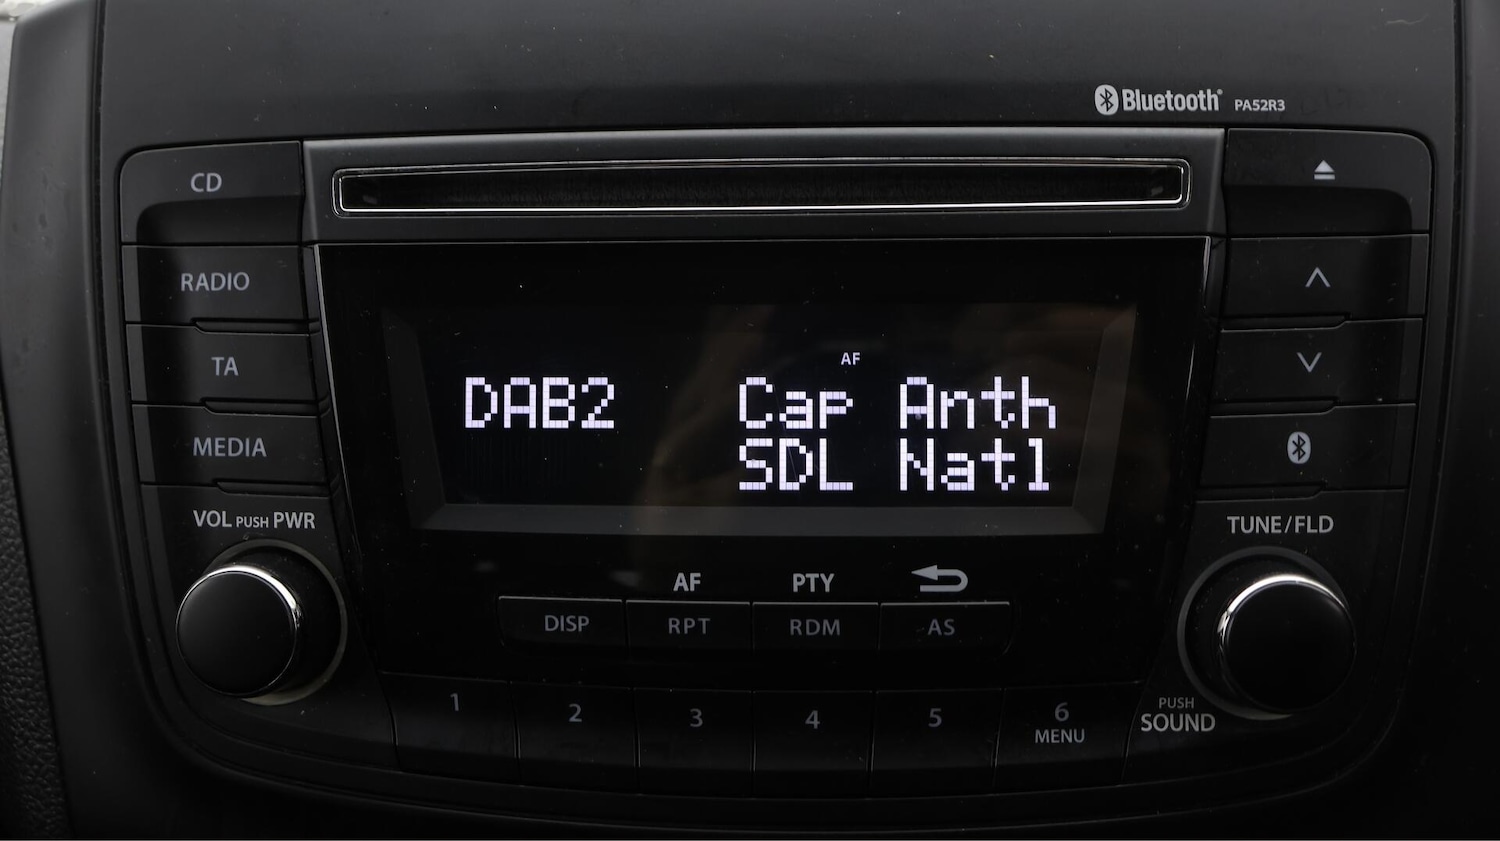 Bluetooth® PA52R3
CD
RADIO
TA
MEDIA
VOL PUSH PWR
AF
DAB2 Cap Anth
SDL Natl
TUNE/FLD
AF PTY
DISP RPT RDM AS
1 2 3 4 5 6
MENU
PUSH
SOUND